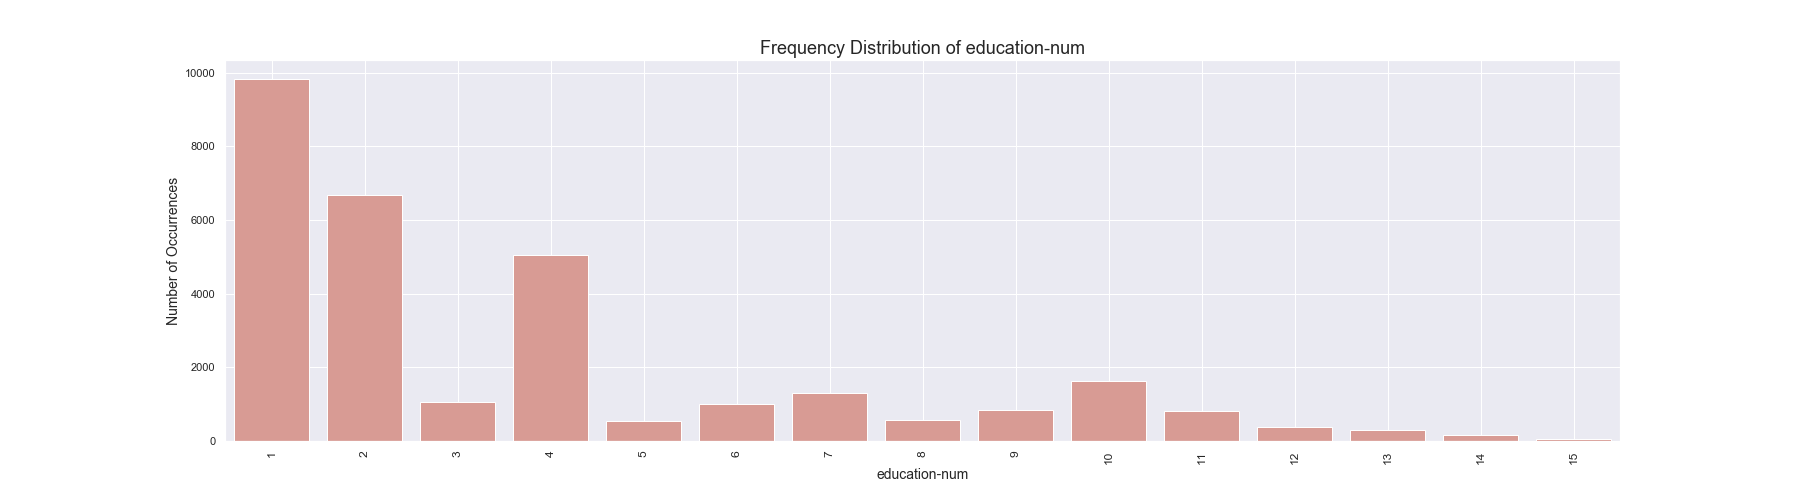 Frequency Distribution of education-num
Number of Occurrences
10000
8000
6000
4000
2000
0
1 2 3 4 5 6 7 8 9 10 11 12 13 14 15
education-num